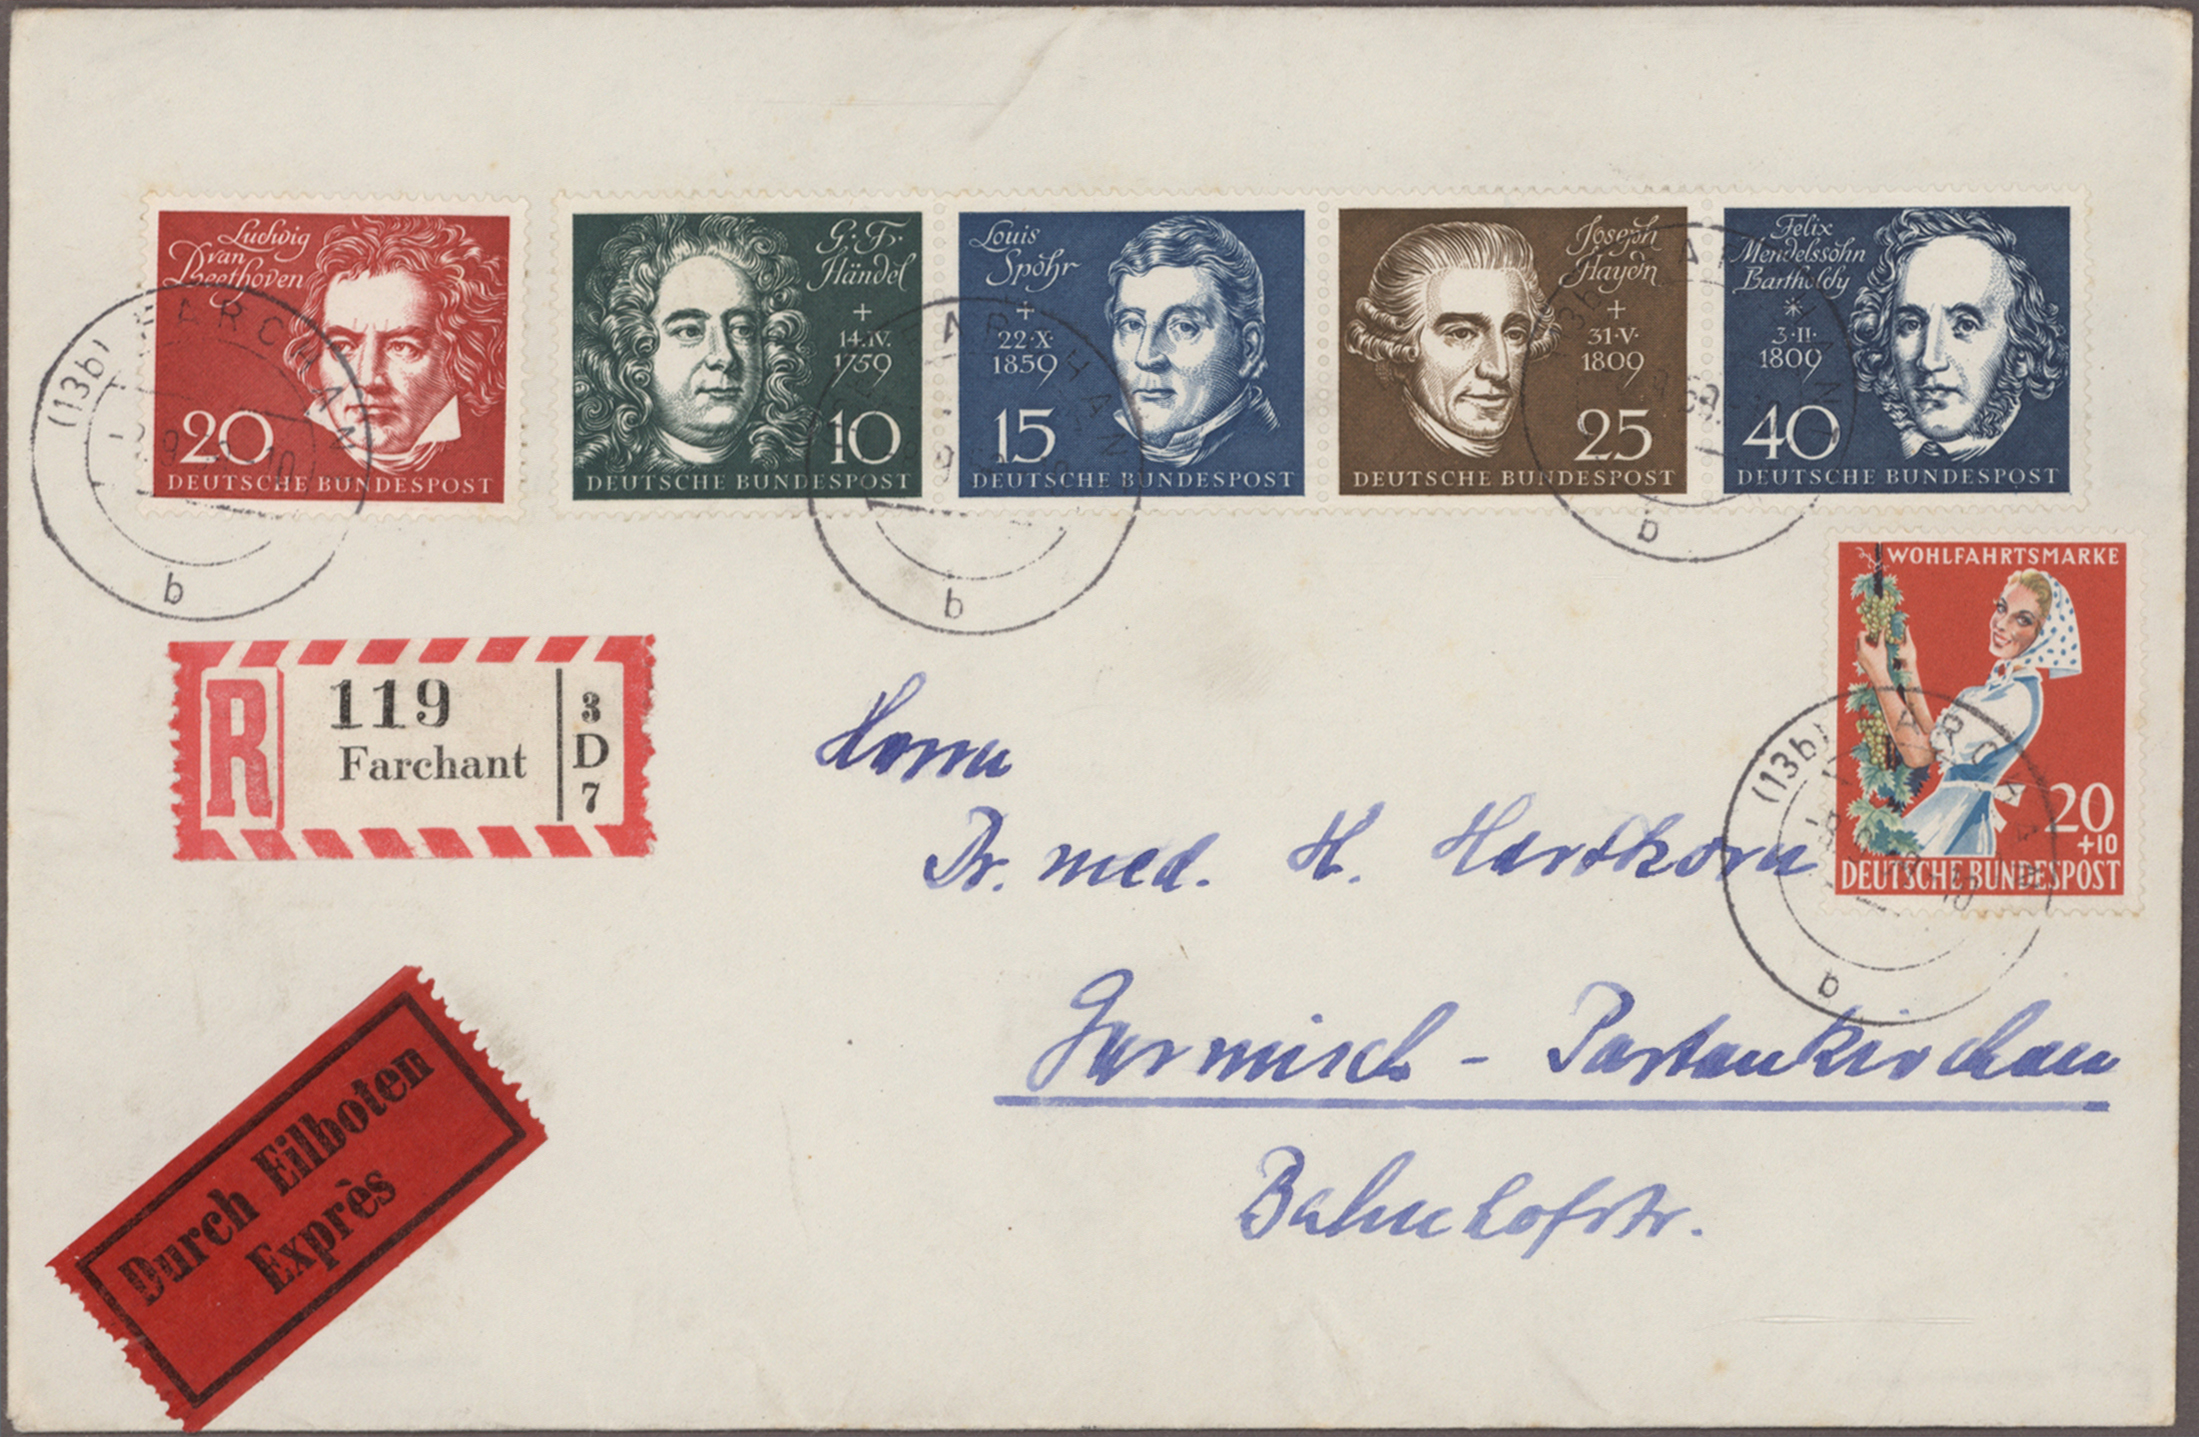 Ludwig
van
Beethoven
20
DEUTSCHE BUNDESPOST
G. F.
Händel
+
14.IV.
1759
10
DEUTSCHE BUNDESPOST
Louis
Spohr
+
22·X·
1859
15
DEUTSCHE BUNDESPOST
Joseph
Haydn
+
31·V·
1809
25
DEUTSCHE BUNDESPOST
Felix
Mendelssohn
Bartholdy
*
3·II·
1809
40
DEUTSCHE BUNDESPOST
(13b) FARCHANT
b
b
b
WOHLFAHRTSMARKE
20
+10
DEUTSCHE BUNDESPOST
(13b) FARCHANT
b
R
119
Farchant
3
D
7
Herrn
Dr. med. H. Hartkorn
Garmisch - Partenkirchen
Bahnhofstr.
Durch Eilboten
Exprès